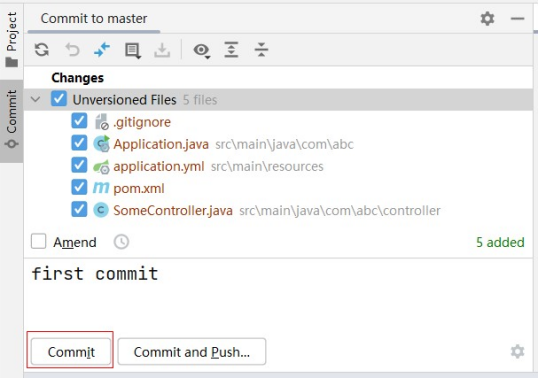 Project
Commit
Commit to master
Changes
Unversioned Files 5 files
.gitignore
Application.java src\main\java\com\abc
application.yml src\main\resources
pom.xml
SomeController.java src\main\java\com\abc\controller
Amend
5 added
first commit
Commit
Commit and Push...